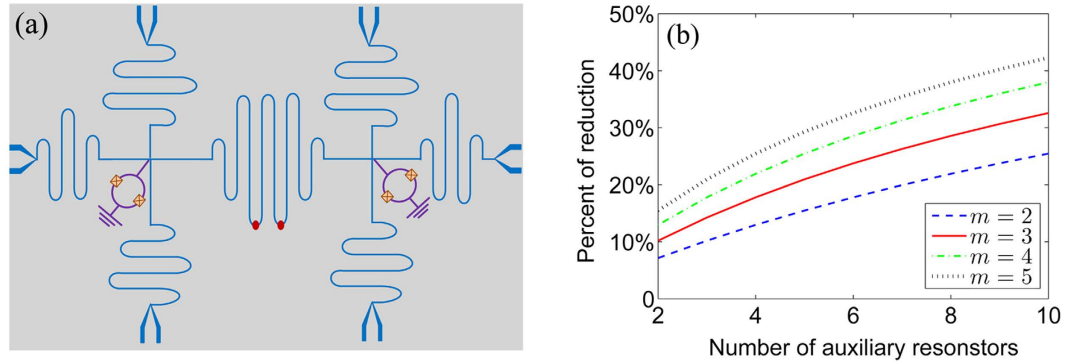 (a)
(b)
Percent of reduction
50%
40%
30%
20%
10%
0
2
4
6
8
10
Number of auxiliary resonstors
m = 2
m = 3
m = 4
m = 5